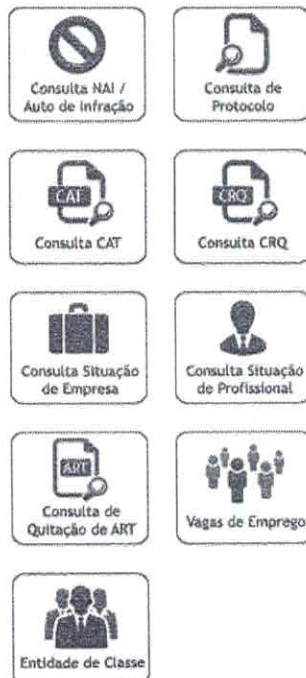 Consulta NAI /
Auto de Infração
Consulta de
Protocolo
CAT
Consulta CAT
CRQ
Consulta CRQ
Consulta Situação
de Empresa
Consulta Situação
de Profissional
ART
Consulta de
Quitação de ART
Vagas de Emprego
Entidade de Classe